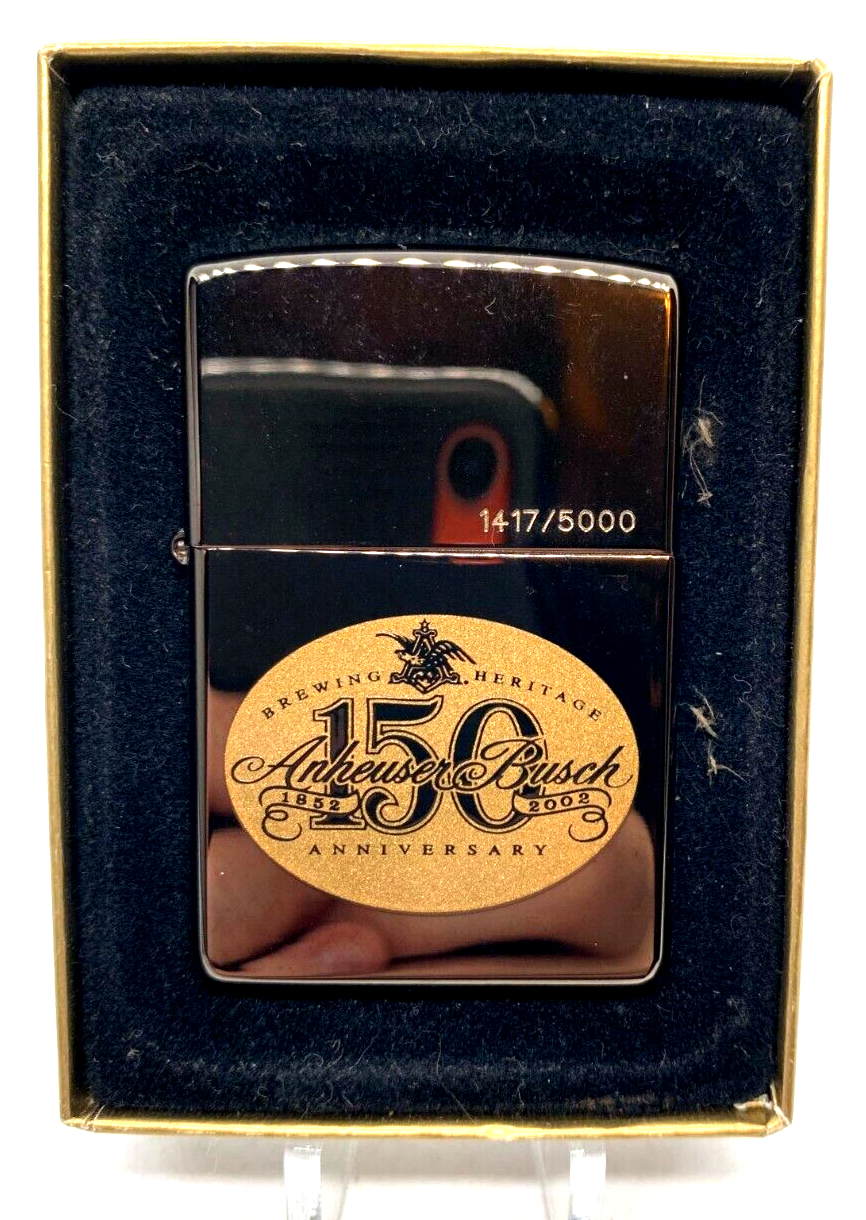 1417/5000
BREWING HERITAGE
150
Anheuser Busch
1852 2002
ANNIVERSARY